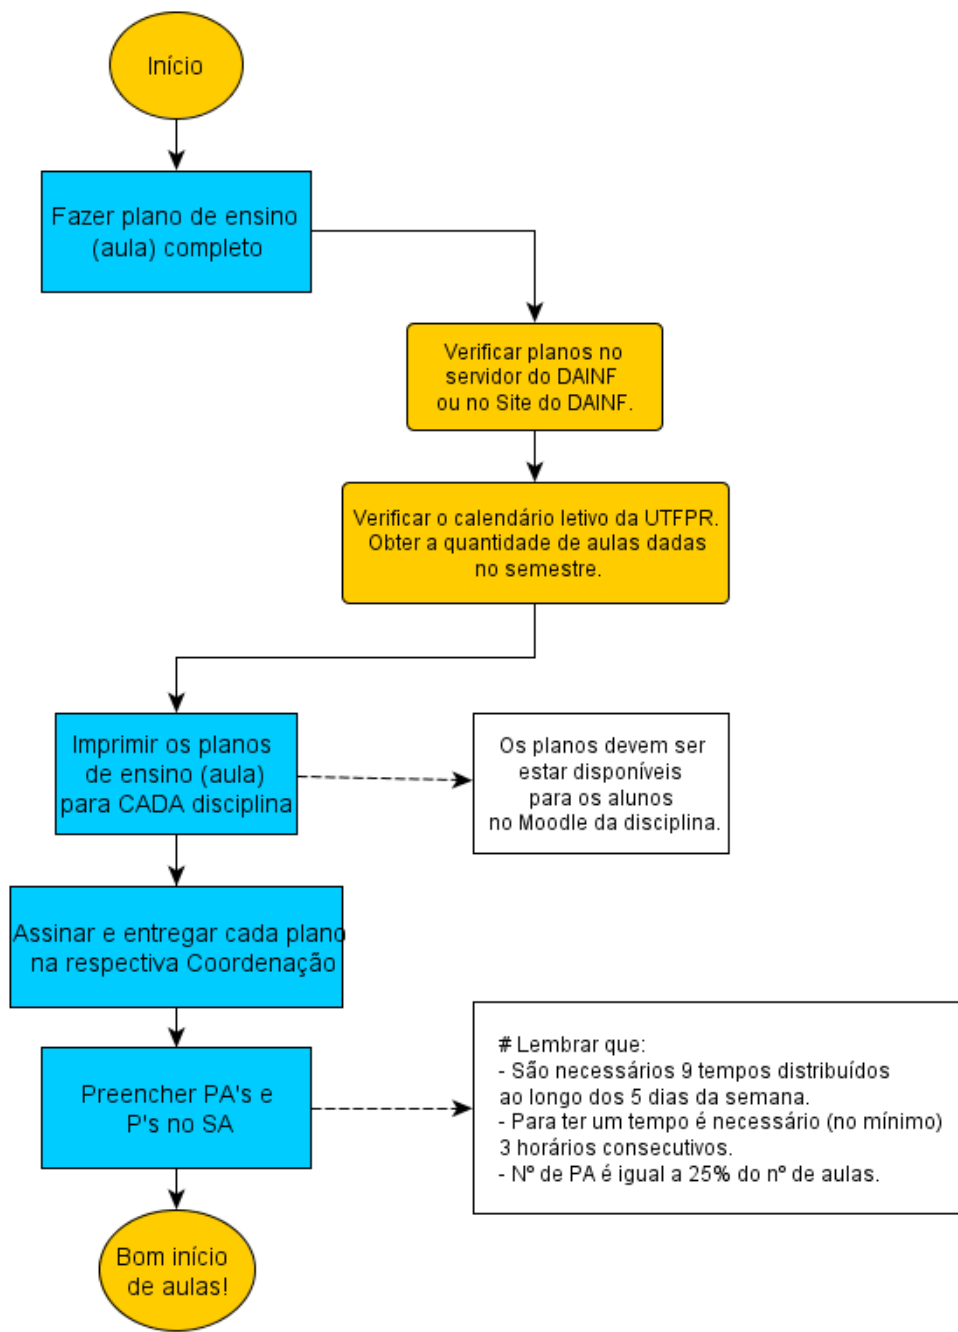 Início
Fazer plano de ensino
(aula) completo
Verificar planos no
servidor do DAINF
ou no Site do DAINF.
Verificar o calendário letivo da UTFPR.
Obter a quantidade de aulas dadas
no semestre.
Imprimir os planos
de ensino (aula)
para CADA disciplina
Os planos devem ser
estar disponíveis
para os alunos
no Moodle da disciplina.
Assinar e entregar cada plano
na respectiva Coordenação
Preencher PA's e
P's no SA
# Lembrar que:
- São necessários 9 tempos distribuídos
ao longo dos 5 dias da semana.
- Para ter um tempo é necessário (no mínimo)
3 horários consecutivos.
- Nº de PA é igual a 25% do nº de aulas.
Bom início
de aulas!